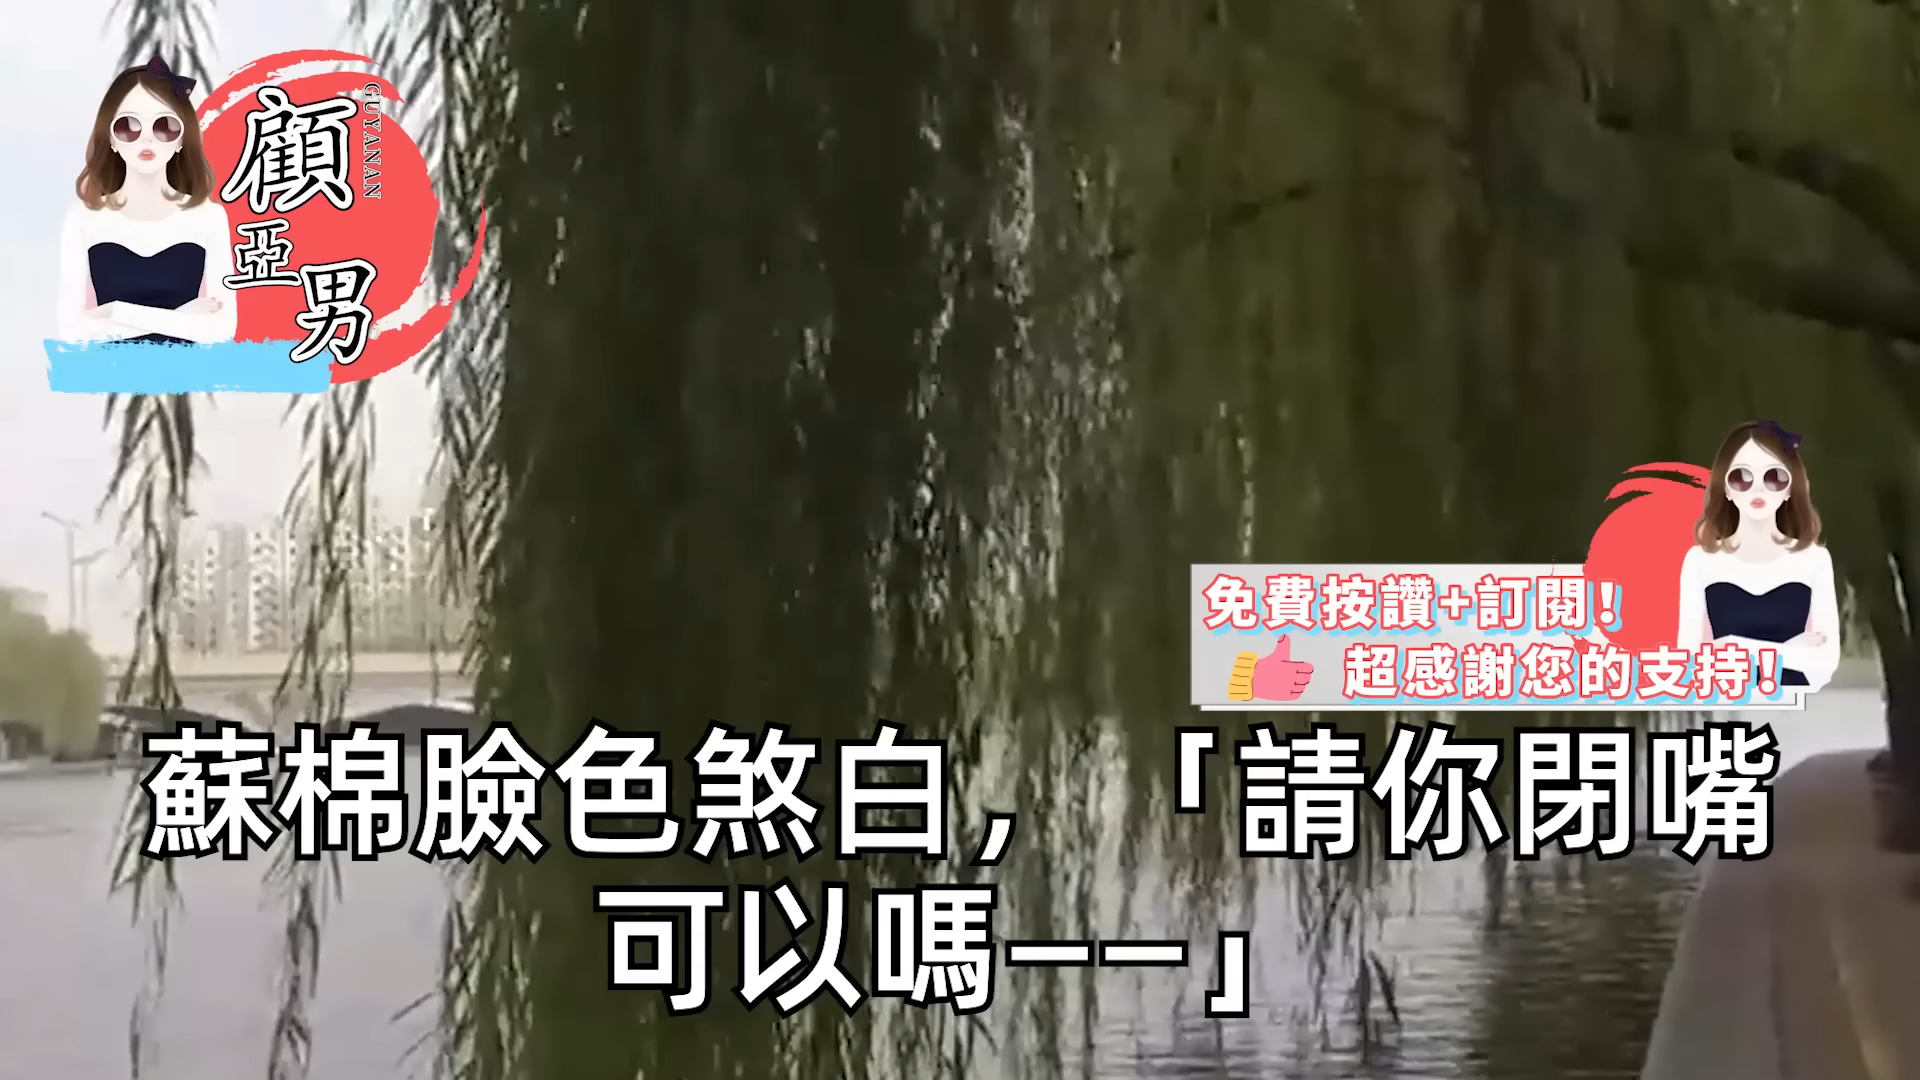 顧亞男
GUYANAN
免費按讚+訂閱!
超感謝您的支持!
蘇棉臉色煞白，「請你閉嘴
可以嗎——」